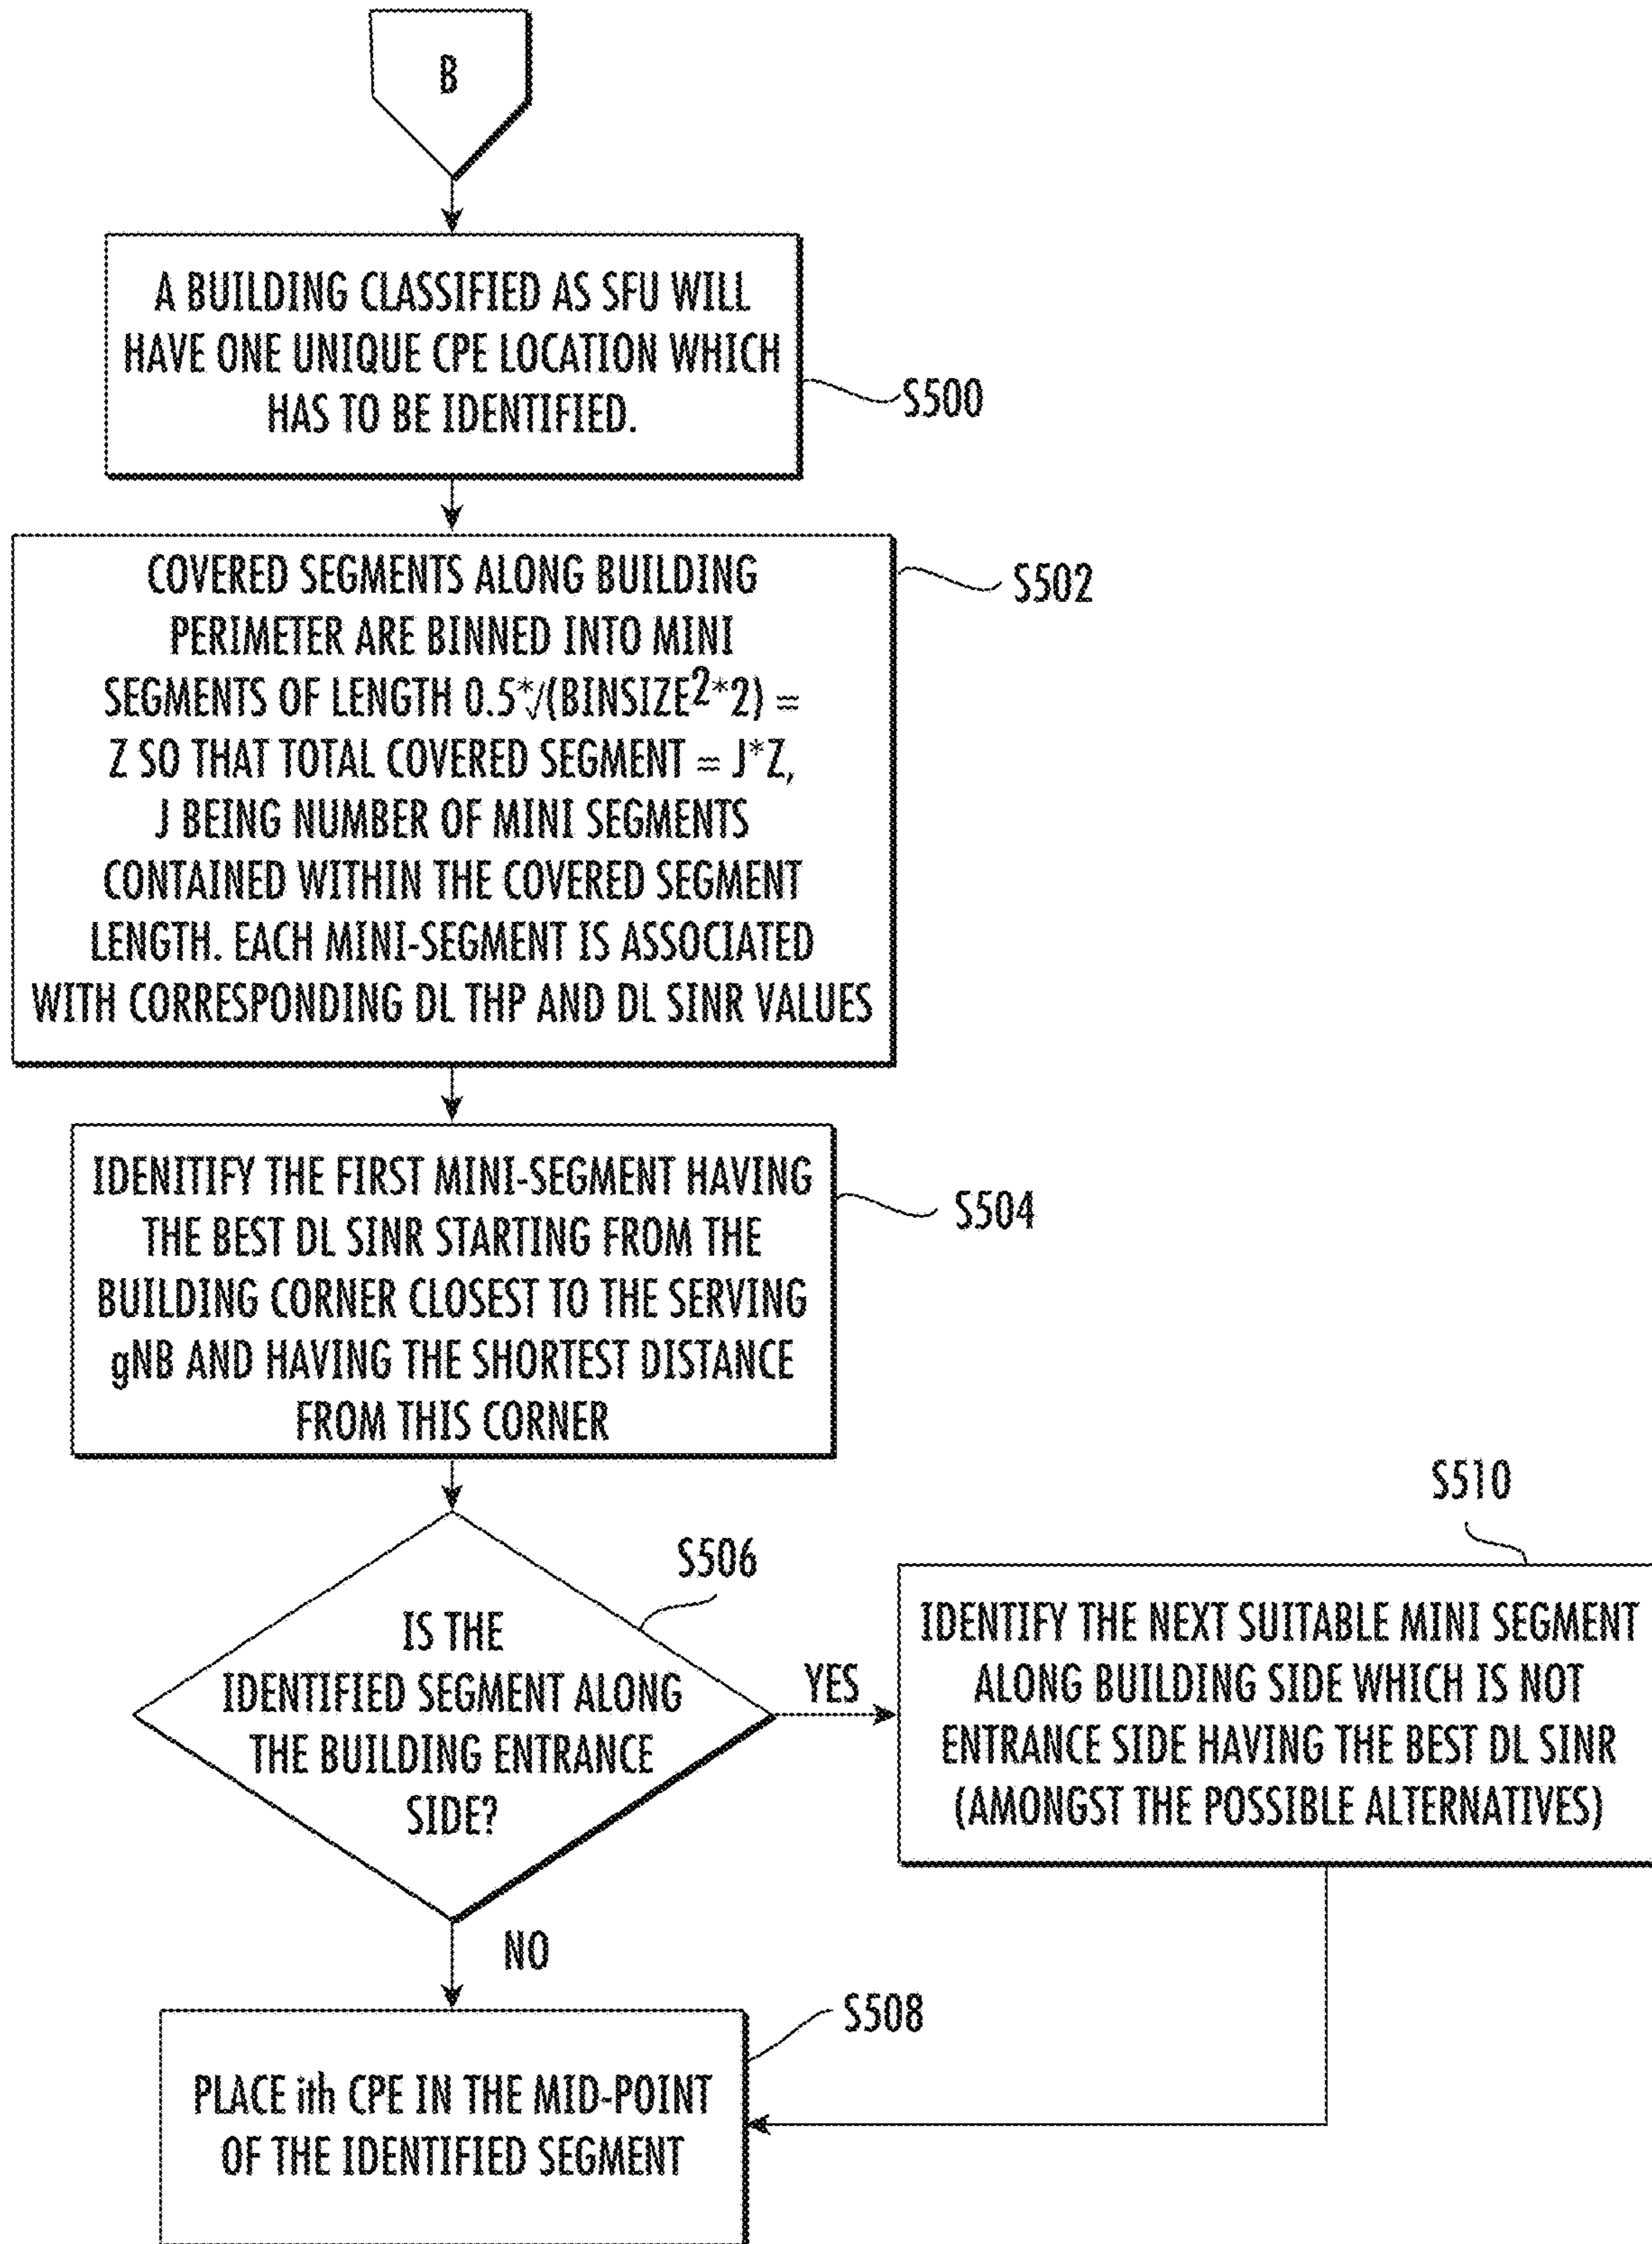 B
A BUILDING CLASSIFIED AS SFU WILL
HAVE ONE UNIQUE CPE LOCATION WHICH
HAS TO BE IDENTIFIED.
S500
COVERED SEGMENTS ALONG BUILDING
PERIMETER ARE BINNED INTO MINI
SEGMENTS OF LENGTH 0.5*√(BINSIZE²*2) =
Z SO THAT TOTAL COVERED SEGMENT = J*Z,
J BEING NUMBER OF MINI SEGMENTS
CONTAINED WITHIN THE COVERED SEGMENT
LENGTH. EACH MINI-SEGMENT IS ASSOCIATED
WITH CORRESPONDING DL THP AND DL SINR VALUES
S502
IDENITIFY THE FIRST MINI-SEGMENT HAVING
THE BEST DL SINR STARTING FROM THE
BUILDING CORNER CLOSEST TO THE SERVING
gNB AND HAVING THE SHORTEST DISTANCE
FROM THIS CORNER
S504
IS THE
IDENTIFIED SEGMENT ALONG
THE BUILDING ENTRANCE
SIDE?
S506
YES
S510
IDENTIFY THE NEXT SUITABLE MINI SEGMENT
ALONG BUILDING SIDE WHICH IS NOT
ENTRANCE SIDE HAVING THE BEST DL SINR
(AMONGST THE POSSIBLE ALTERNATIVES)
NO
S508
PLACE ith CPE IN THE MID-POINT
OF THE IDENTIFIED SEGMENT